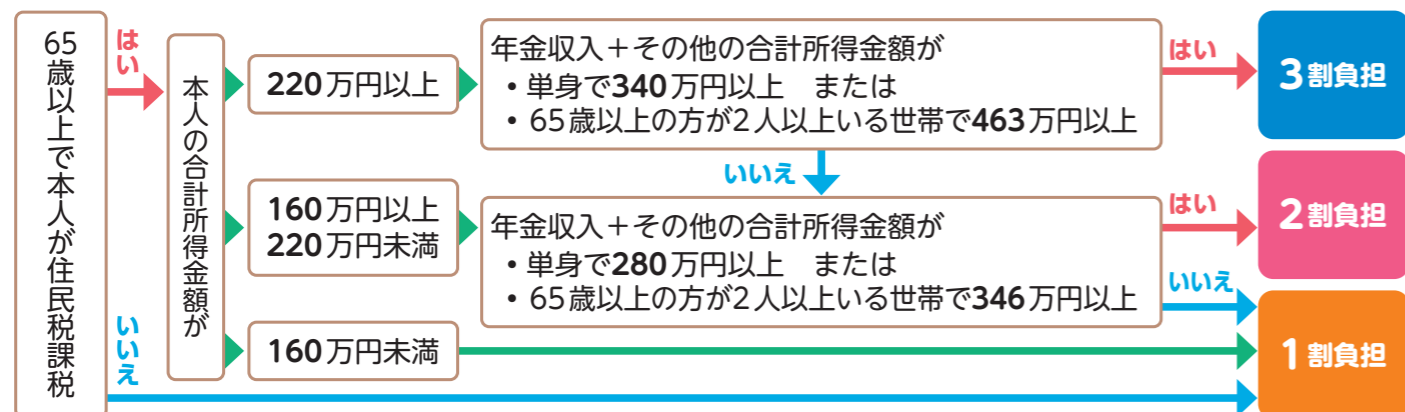 65歳以上で本人が住民税課税
はい
いいえ
本人の合計所得金額が
220万円以上
年金収入＋その他の合計所得金額が
・単身で340万円以上　または
・65歳以上の方が2人以上いる世帯で463万円以上
はい
3割負担
いいえ
160万円以上
220万円未満
年金収入＋その他の合計所得金額が
・単身で280万円以上　または
・65歳以上の方が2人以上いる世帯で346万円以上
はい
2割負担
いいえ
160万円未満
1割負担